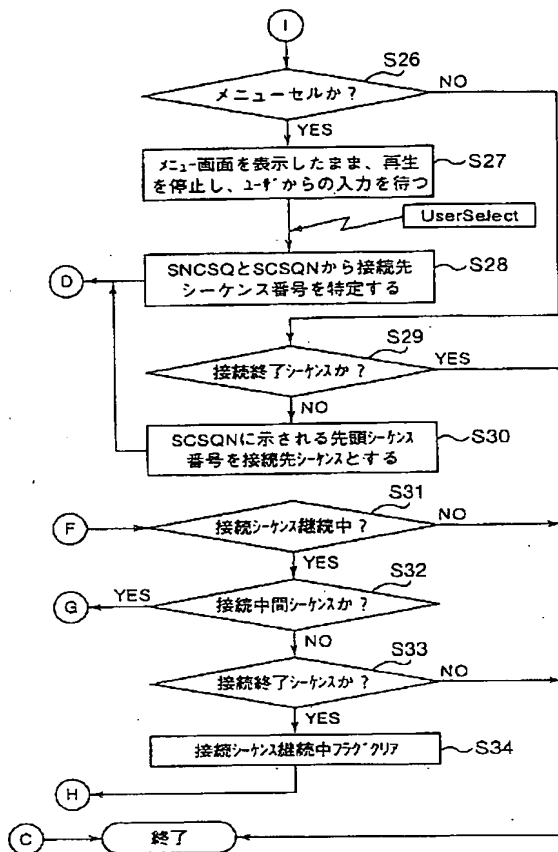 I
S26
メニューセルか?
NO
YES
メニュー画面を表示したまま、再生
を停止し、ユーザからの入力を待つ
S27
UserSelect
D
SNCSQとSCSQNから接続先
シーケンス番号を特定する
S28
S29
接続終了シーケンスか?
YES
NO
SCSQNに示される先頭シーケンス
番号を接続先シーケンスとする
S30
S31
F
接続シーケンス継続中?
NO
YES
S32
YES
G
接続中間シーケンスか?
NO
S33
接続終了シーケンスか?
NO
YES
接続シーケンス継続中フラグクリア
S34
H
C
終了